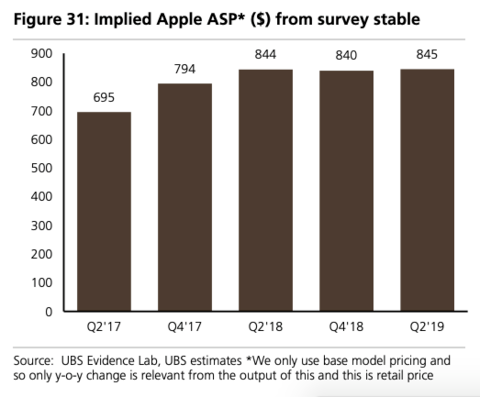 Figure 31: Implied Apple ASP* ($) from survey stable
900
800
700
600
500
400
300
200
100
0
695
794
844
840
845
Q2'17
Q4'17
Q2'18
Q4'18
Q2'19
Source: UBS Evidence Lab, UBS estimates *We only use base model pricing and
so only y-o-y change is relevant from the output of this and this is retail price